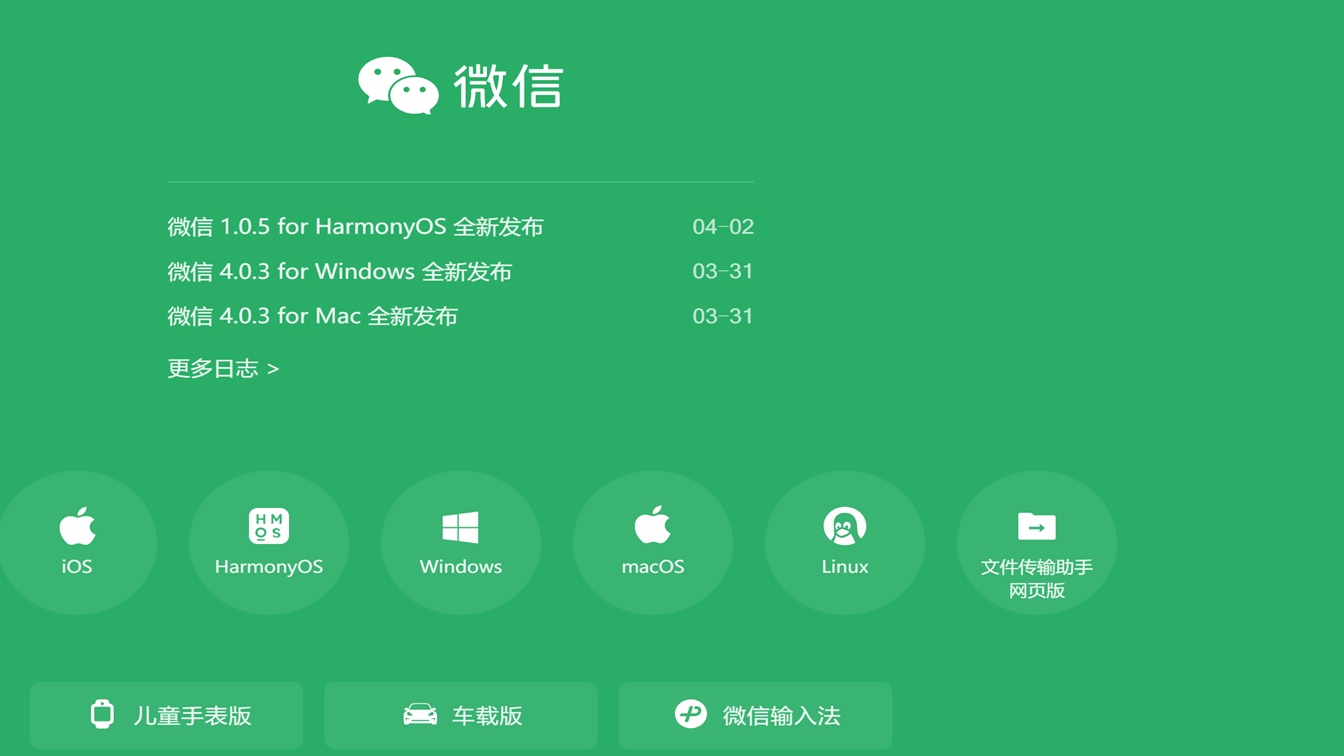 微信
微信 1.0.5 for HarmonyOS 全新发布 04-02
微信 4.0.3 for Windows 全新发布 03-31
微信 4.0.3 for Mac 全新发布 03-31
更多日志 >
HM
OS
iOS HarmonyOS Windows macOS Linux 文件传输助手
网页版
儿童手表版 车载版 微信输入法